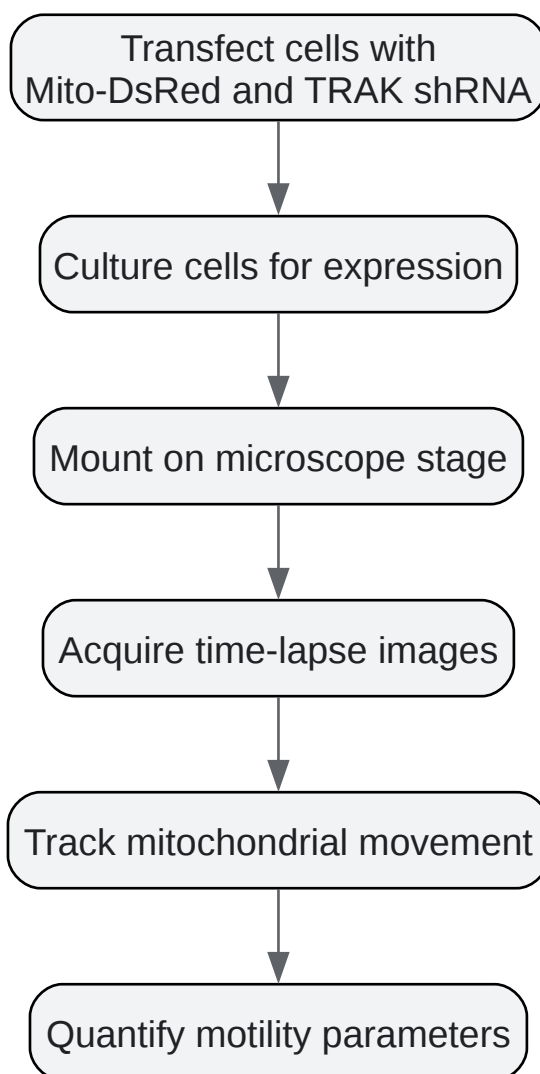 Transfect cells with
Mito-DsRed and TRAK shRNA
Culture cells for expression
Mount on microscope stage
Acquire time-lapse images
Track mitochondrial movement
Quantify motility parameters